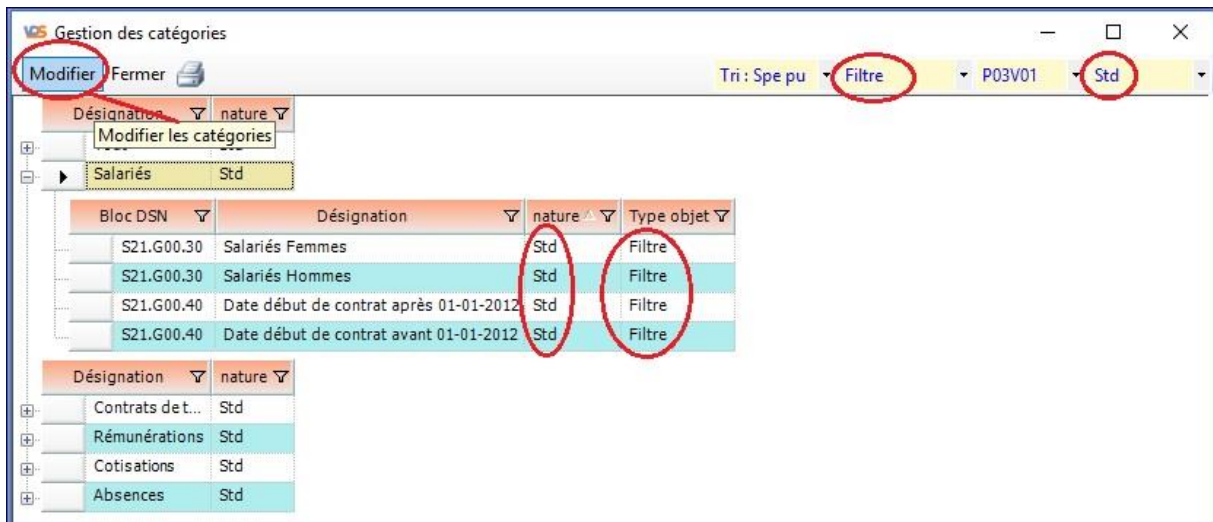 VDS Gestion des catégories
Modifier Fermer Tri : Spe pu Filtre P03V01 Std
Désignation nature
Modifier les catégories
Salariés Std
Bloc DSN Désignation nature Type objet
S21.G00.30 Salariés Femmes Std Filtre
S21.G00.30 Salariés Hommes Std Filtre
S21.G00.40 Date début de contrat après 01-01-2012 Std Filtre
S21.G00.40 Date début de contrat avant 01-01-2012 Std Filtre
Désignation nature
Contrats de t... Std
Rémunérations Std
Cotisations Std
Absences Std